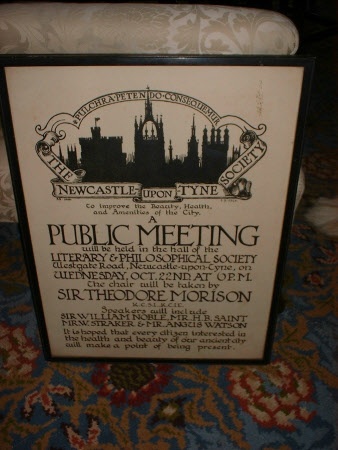 PULCHRA·PETENDO·CONSEQUEMUR
THE NEWCASTLE UPON TYNE SOCIETY
To improve the Beauty, Health,
and Amenities of the City.
A
PUBLIC MEETING
will be held in the hall of the
LITERARY & PHILOSOPHICAL SOCIETY
Westgate Road, Newcastle-upon-Tyne, on
WEDNESDAY, OCT. 22ND, AT P.M.
The chair will be taken by
SIR THEODORE MORISON
K.C.S.I., K.C.I.E.
Speakers will include
SIR WILLIAM NOBLE, MR. H. B. SAINT
MR. W. STRAKER & MR. ANGUS WATSON
It is hoped that every citizen interested in
the health and beauty of our ancient city
will make a point of being present.